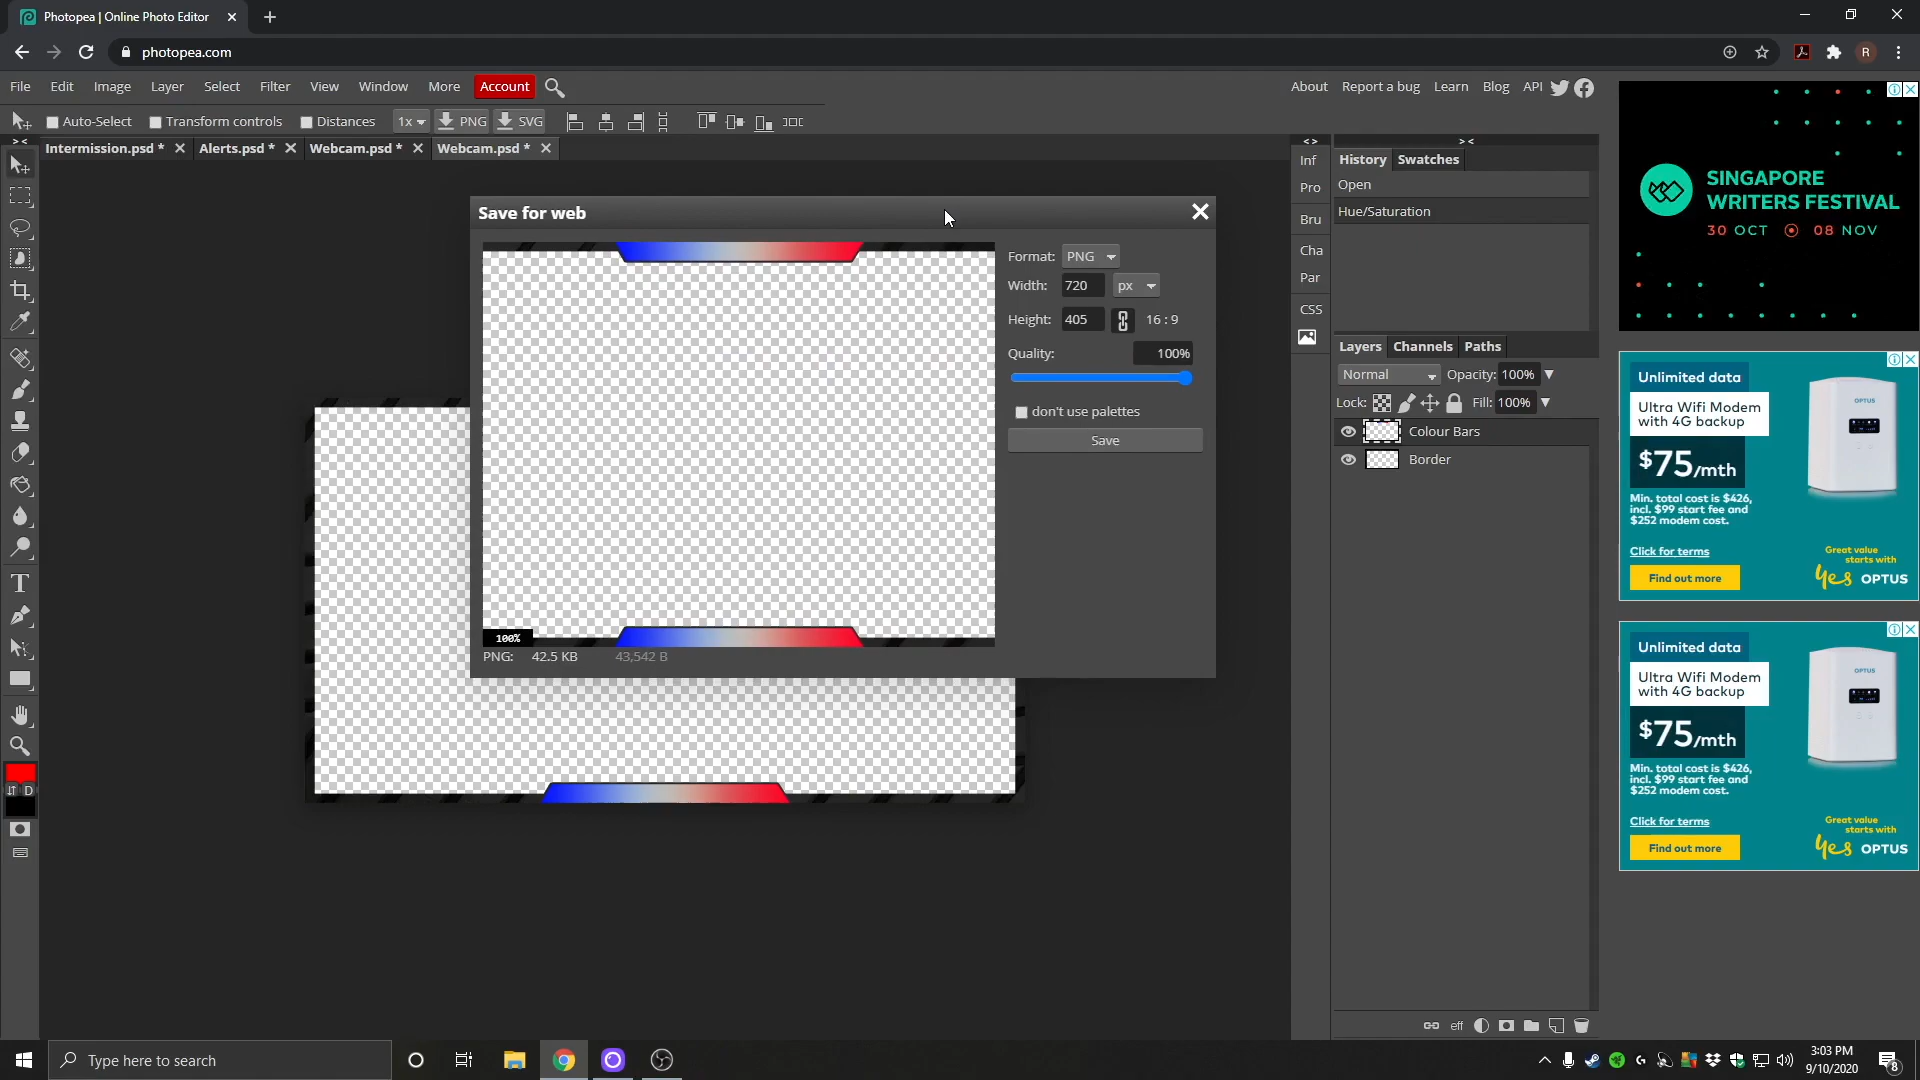 Photopea | Online Photo Editor
photopea.com
R
File Edit Image Layer Select Filter View Window More Account
About Report a bug Learn Blog API
Auto-Select Transform controls Distances 1x PNG SVG
Intermission.psd * Alerts.psd * Webcam.psd * Webcam.psd *
Save for web
Format: PNG
Width: 720 px
Height: 405 16 : 9
Quality: 100%
don't use palettes
Save
100%
PNG: 42.5 KB 43,542 B
Inf
Pro
Bru
Cha
Par
CSS
History Swatches
Open
Hue/Saturation
Layers Channels Paths
Normal Opacity: 100%
Lock: Fill: 100%
Colour Bars
Border
eff
D
SINGAPORE
WRITERS FESTIVAL
30 OCT 08 NOV
Unlimited data
Ultra Wifi Modem
with 4G backup
OPTUS
$75/mth
Min. total cost is $426,
incl. $99 start fee and
$252 modem cost.
Click for terms
Great value
starts with
Find out more
Yes OPTUS
Unlimited data
Ultra Wifi Modem
with 4G backup
OPTUS
$75/mth
Min. total cost is $426,
incl. $99 start fee and
$252 modem cost.
Click for terms
Great value
starts with
Find out more
Yes OPTUS
Type here to search
3:03 PM
9/10/2020
8